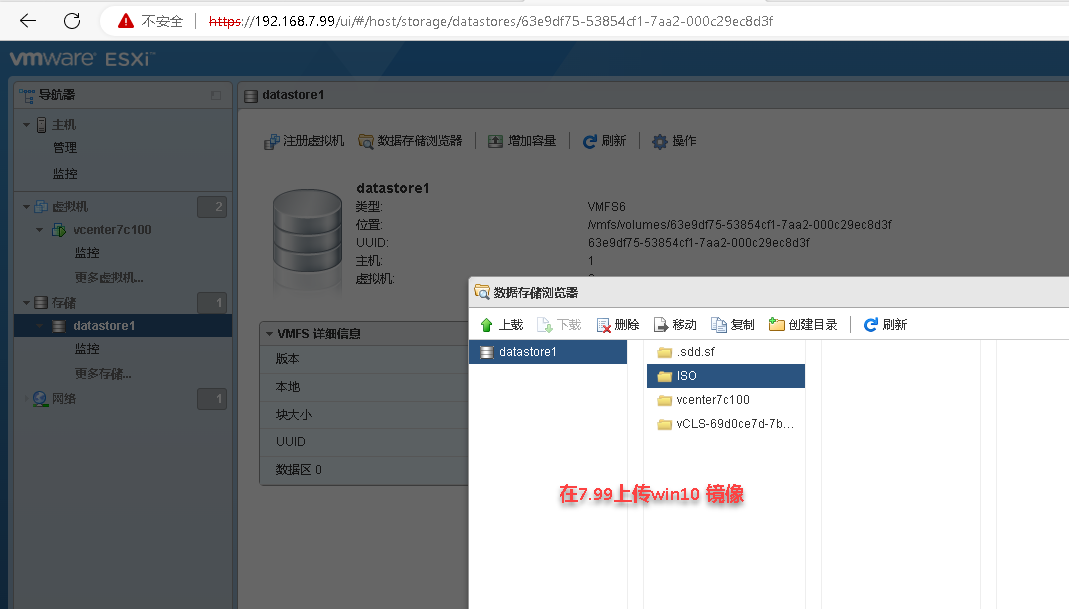 不安全 https://192.168.7.99/ui/#/host/storage/datastores/63e9df75-53854cf1-7aa2-000c29ec8d3f
vmware ESXi™
导航器
主机
管理
监控
虚拟机 2
vcenter7c100
监控
更多虚拟机...
存储 1
datastore1
监控
更多存储...
网络 1
datastore1
注册虚拟机 数据存储浏览器 增加容量 刷新 操作
datastore1
类型: VMFS6
位置: /vmfs/volumes/63e9df75-53854cf1-7aa2-000c29ec8d3f
UUID: 63e9df75-53854cf1-7aa2-000c29ec8d3f
主机: 1
虚拟机:
VMFS 详细信息
版本
本地
块大小
UUID
数据区 0
数据存储浏览器
上载 下载 删除 移动 复制 创建目录 刷新
datastore1
.sdd.sf
ISO
vcenter7c100
vCLS-69d0ce7d-7b...
在7.99上传win10 镜像